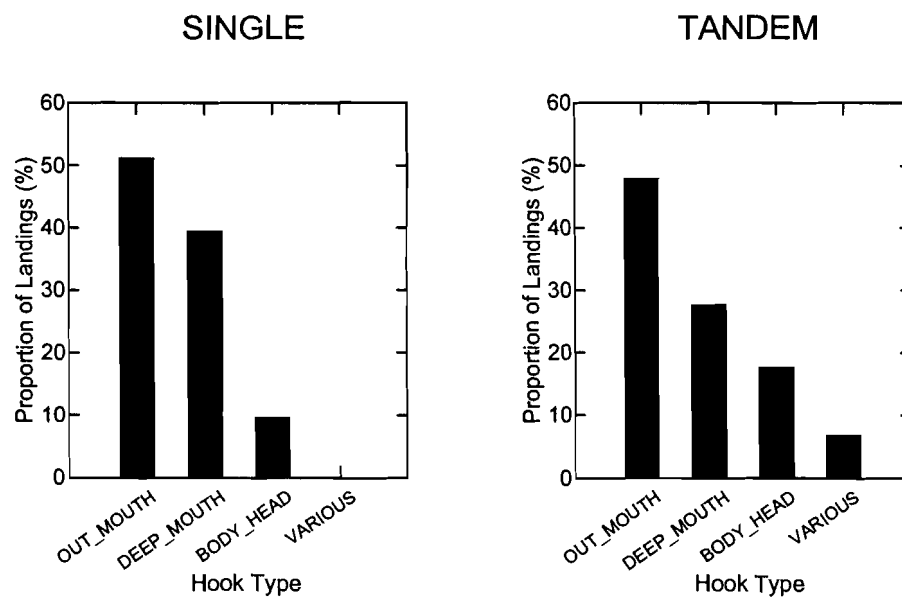 SINGLE
60
50
40
30
20
10
0
Proportion of Landings (%)
OUT_MOUTH
DEEP_MOUTH
BODY_HEAD
VARIOUS
Hook Type
TANDEM
60
50
40
30
20
10
0
Proportion of Landings (%)
OUT_MOUTH
DEEP_MOUTH
BODY_HEAD
VARIOUS
Hook Type